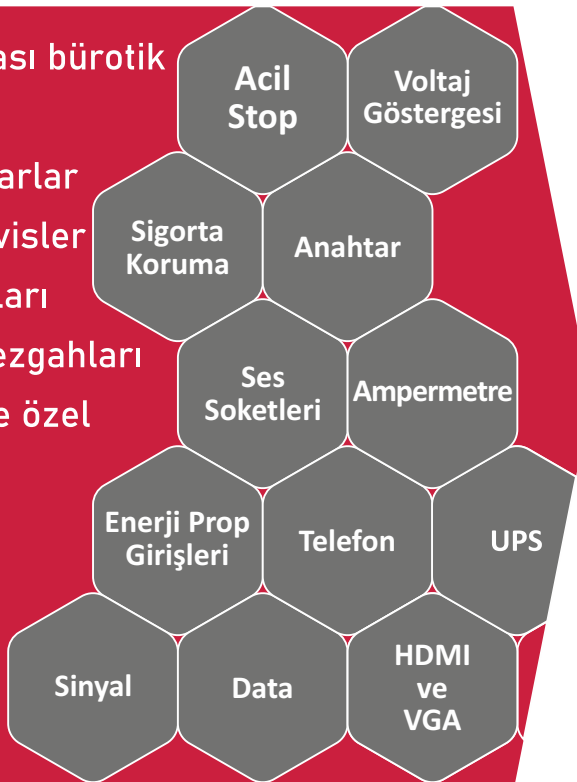 ası bürotik
arlar
visler
ları
ezgahları
e özel
Acil
Stop
Voltaj
Göstergesi
Sigorta
Koruma
Anahtar
Ses
Soketleri
Ampermetre
Enerji Prop
Girişleri
Telefon
UPS
Sinyal
Data
HDMI
ve
VGA